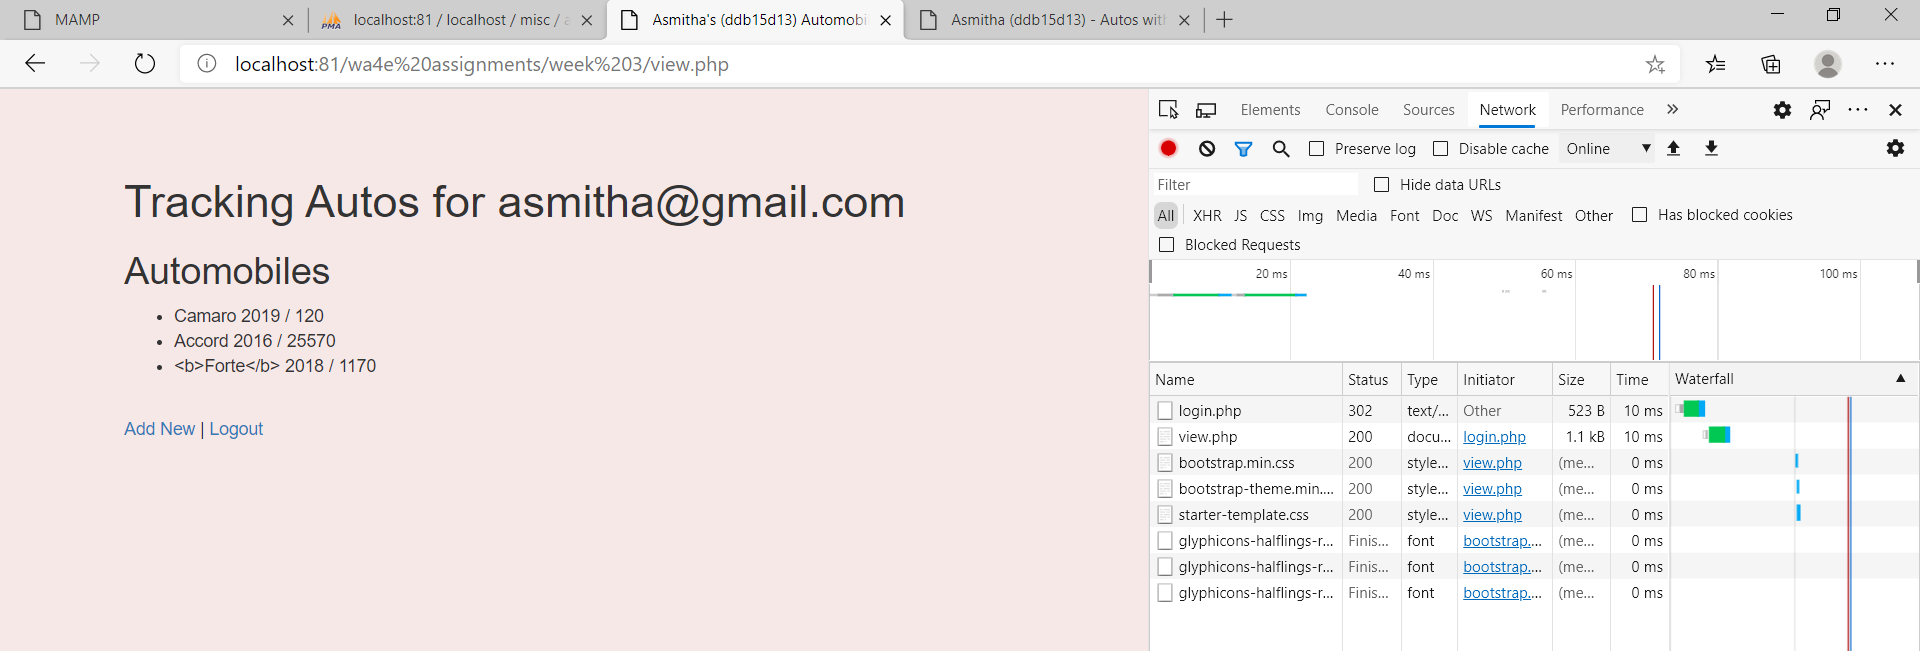 MAMP
localhost:81 / localhost / misc / a
Asmitha's (ddb15d13) Automobi
Asmitha (ddb15d13) - Autos wit
localhost:81/wa4e%20assignments/week%203/view.php
Tracking Autos for asmitha@gmail.com
Automobiles
• Camaro 2019 / 120
• Accord 2016 / 25570
• <b>Forte</b> 2018 / 1170
Add New | Logout
Elements Console Sources Network Performance
Preserve log Disable cache Online
Filter Hide data URLs
All XHR JS CSS Img Media Font Doc WS Manifest Other Has blocked cookies
Blocked Requests
20 ms 40 ms 60 ms 80 ms 100 ms
Name Status Type Initiator Size Time Waterfall
login.php 302 text/... Other 523 B 10 ms
view.php 200 docu... login.php 1.1 kB 10 ms
bootstrap.min.css 200 style... view.php (me... 0 ms
bootstrap-theme.min.... 200 style... view.php (me... 0 ms
starter-template.css 200 style... view.php (me... 0 ms
glyphicons-halflings-r... Finis... font bootstrap.... (me... 0 ms
glyphicons-halflings-r... Finis... font bootstrap.... (me... 0 ms
glyphicons-halflings-r... Finis... font bootstrap.... (me... 0 ms